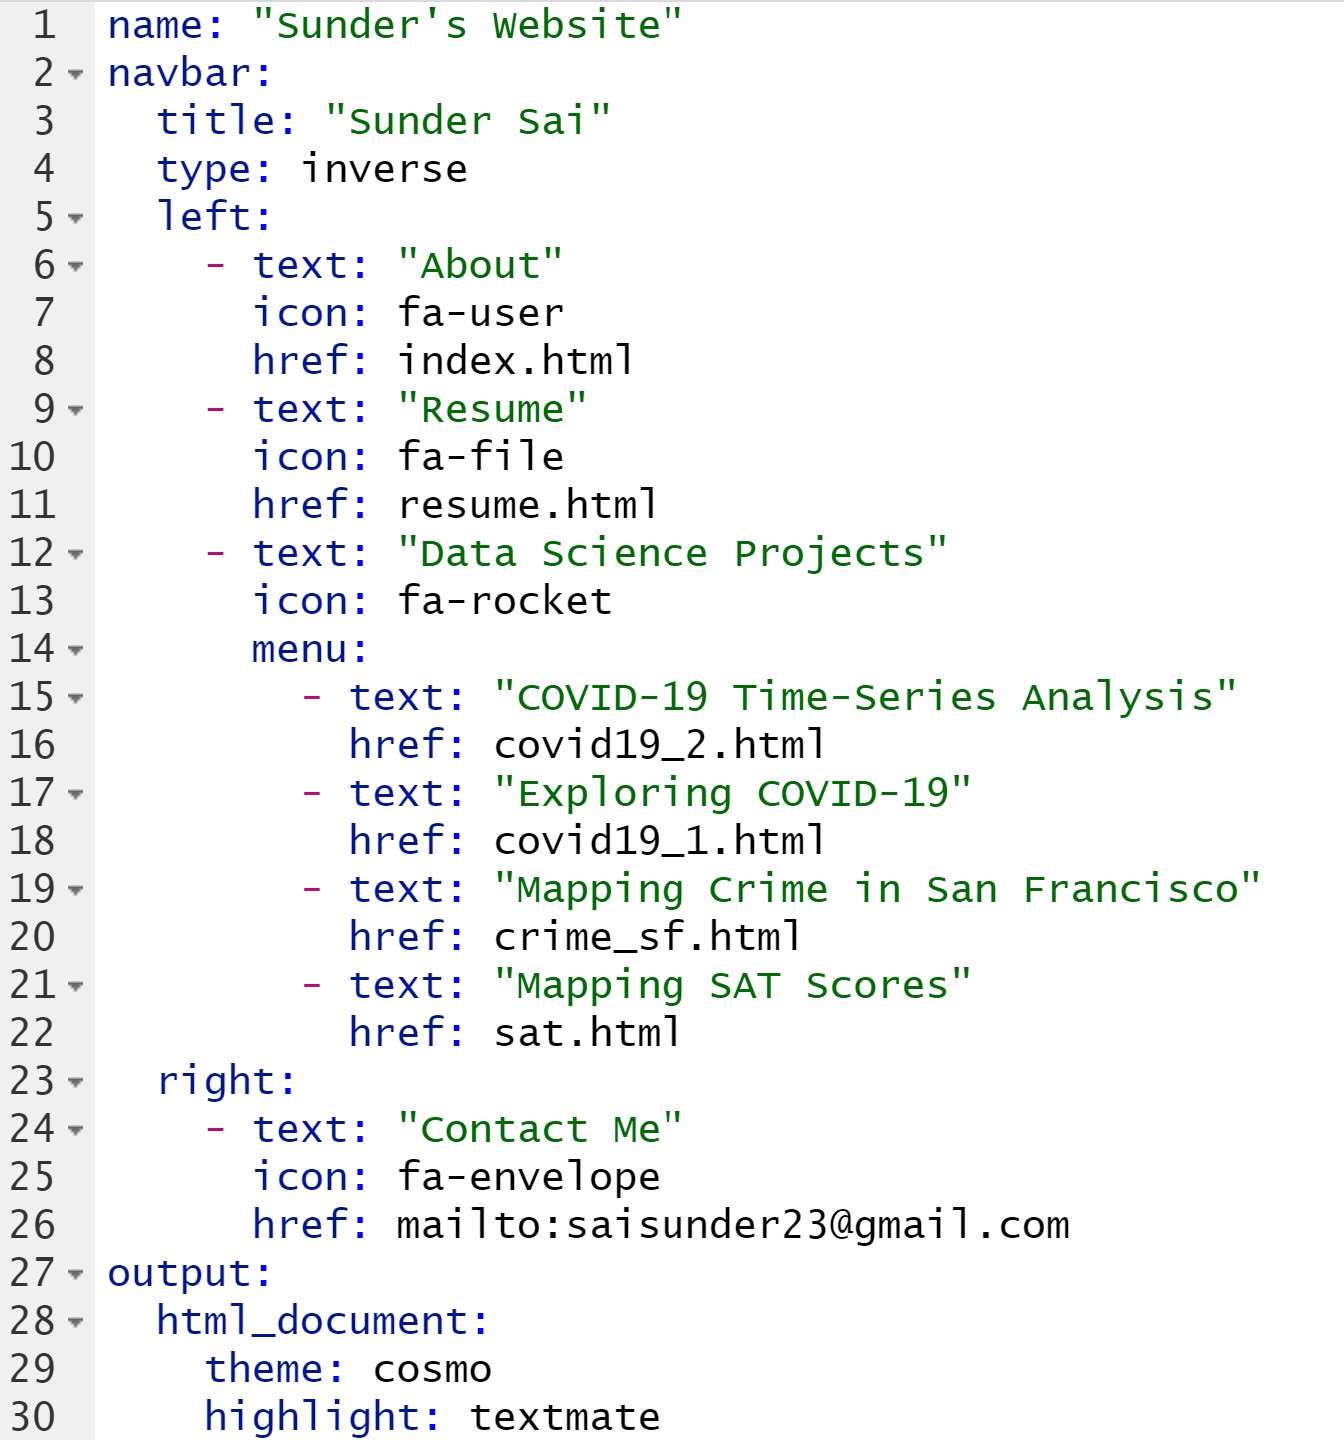 1 name: "Sunder's Website"
2 navbar:
3   title: "Sunder Sai"
4   type: inverse
5   left:
6     - text: "About"
7       icon: fa-user
8       href: index.html
9     - text: "Resume"
10       icon: fa-file
11       href: resume.html
12     - text: "Data Science Projects"
13       icon: fa-rocket
14       menu:
15         - text: "COVID-19 Time-Series Analysis"
16           href: covid19_2.html
17         - text: "Exploring COVID-19"
18           href: covid19_1.html
19         - text: "Mapping Crime in San Francisco"
20           href: crime_sf.html
21         - text: "Mapping SAT Scores"
22           href: sat.html
23   right:
24     - text: "Contact Me"
25       icon: fa-envelope
26       href: mailto:saisunder23@gmail.com
27 output:
28   html_document:
29     theme: cosmo
30     highlight: textmate